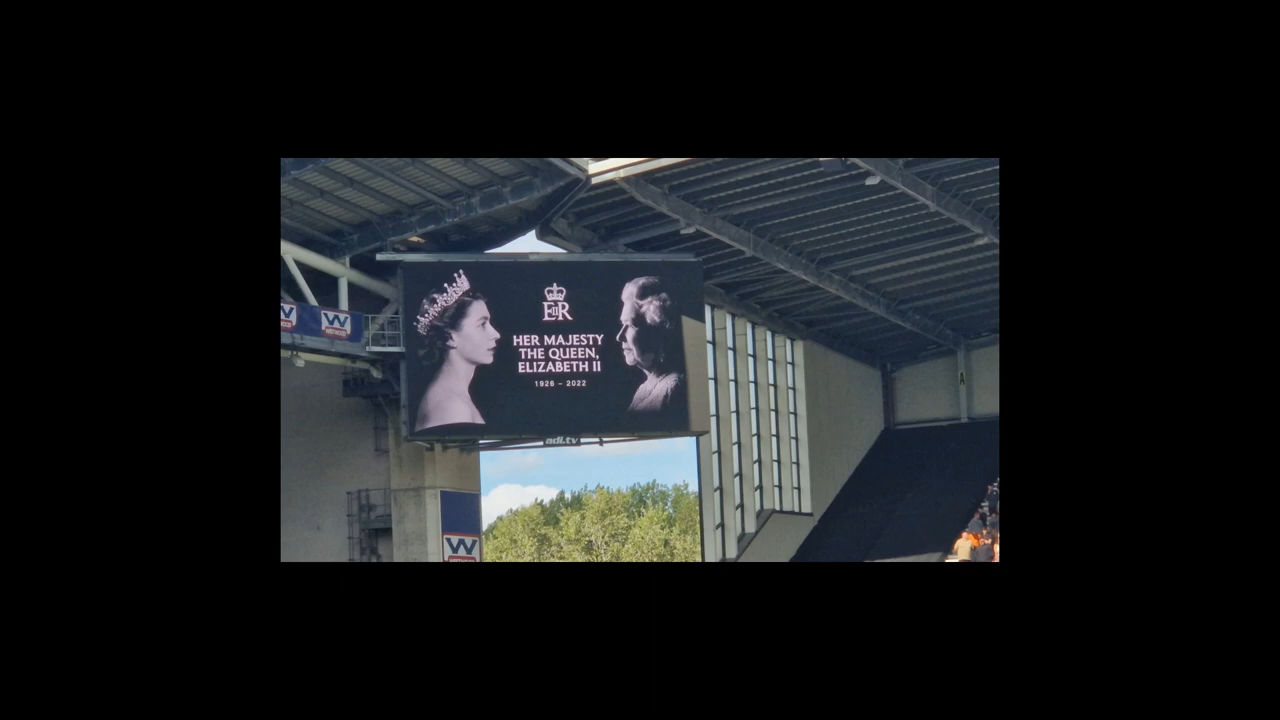 EIIR
HER MAJESTY
THE QUEEN,
ELIZABETH II
1926 – 2022
adi.tv
W
W
W
A